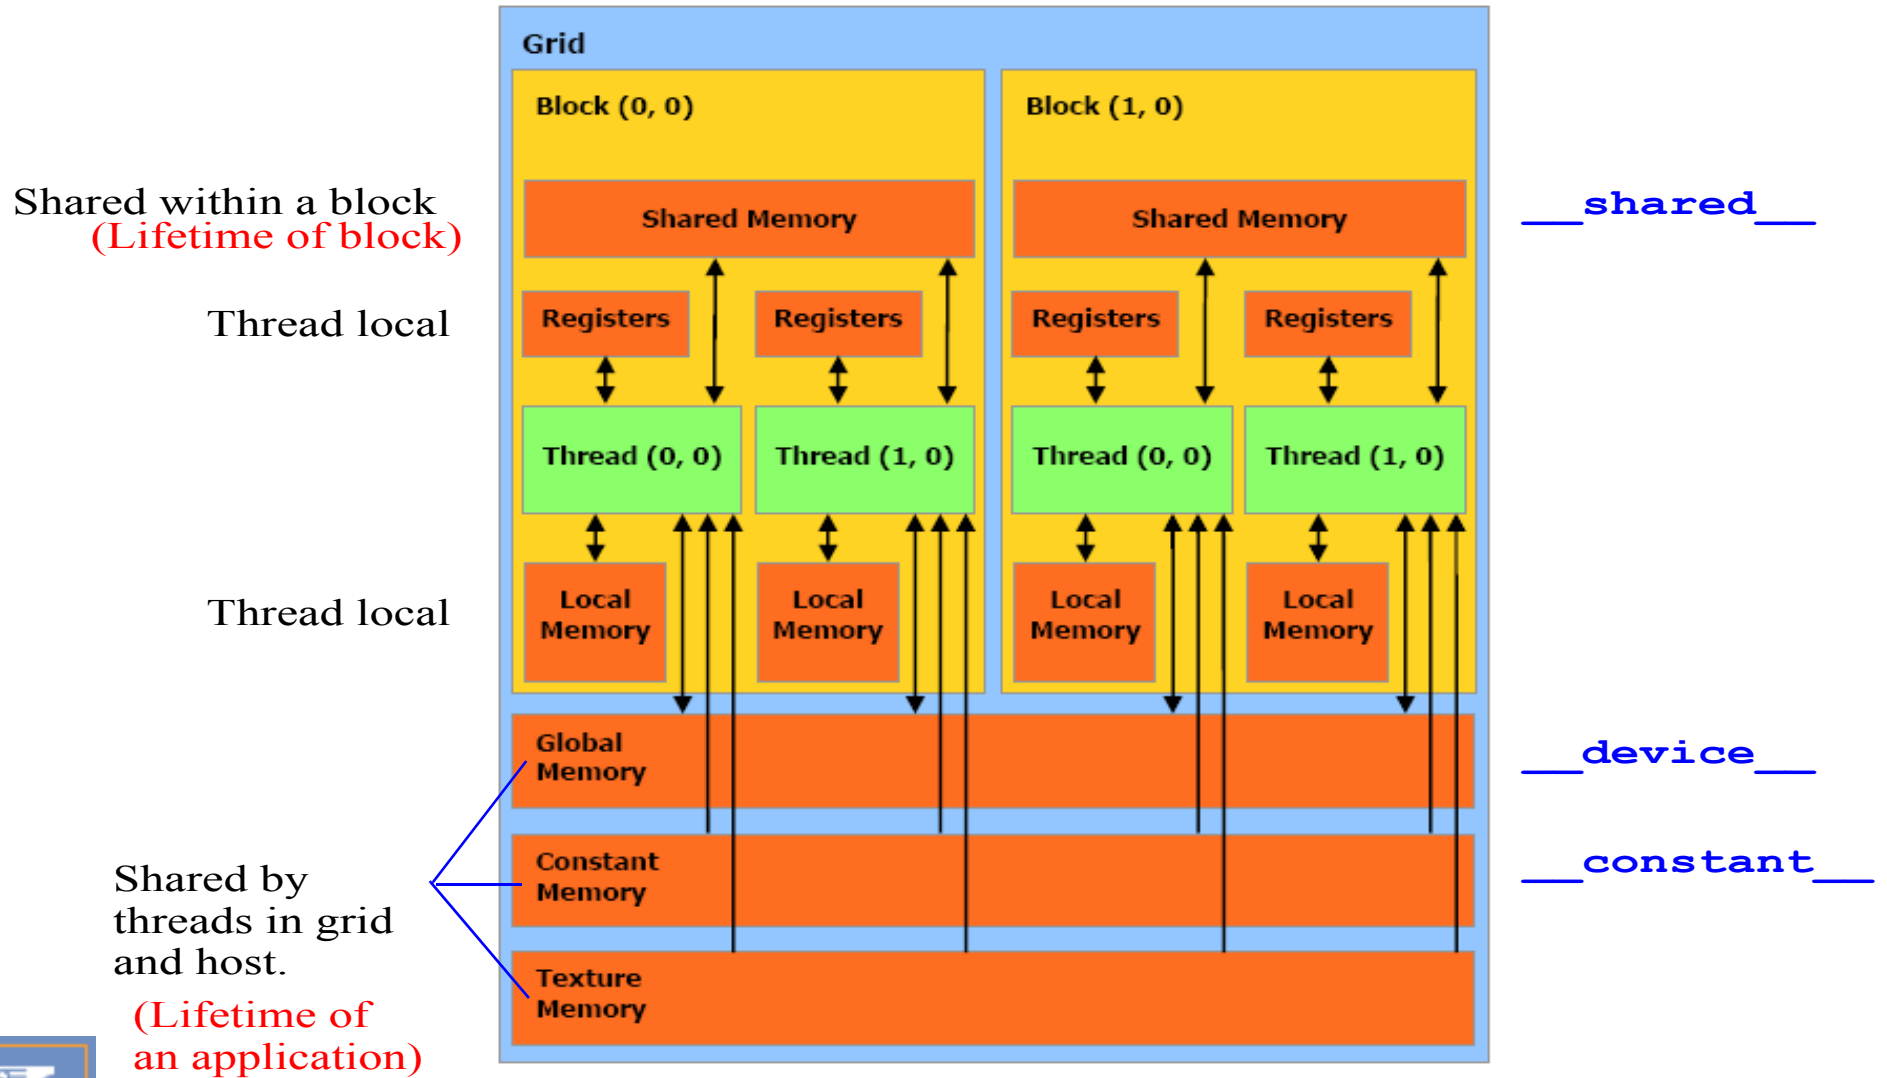 Grid
Block (0, 0)
Block (1, 0)
Shared within a block
(Lifetime of block)
Shared Memory
Shared Memory
__shared__
Thread local
Registers
Registers
Registers
Registers
Thread (0, 0)
Thread (1, 0)
Thread (0, 0)
Thread (1, 0)
Thread local
Local
Memory
Local
Memory
Local
Memory
Local
Memory
Global
Memory
__device__
Constant
Memory
__constant__
Shared by
threads in grid
and host.
(Lifetime of
an application)
Texture
Memory